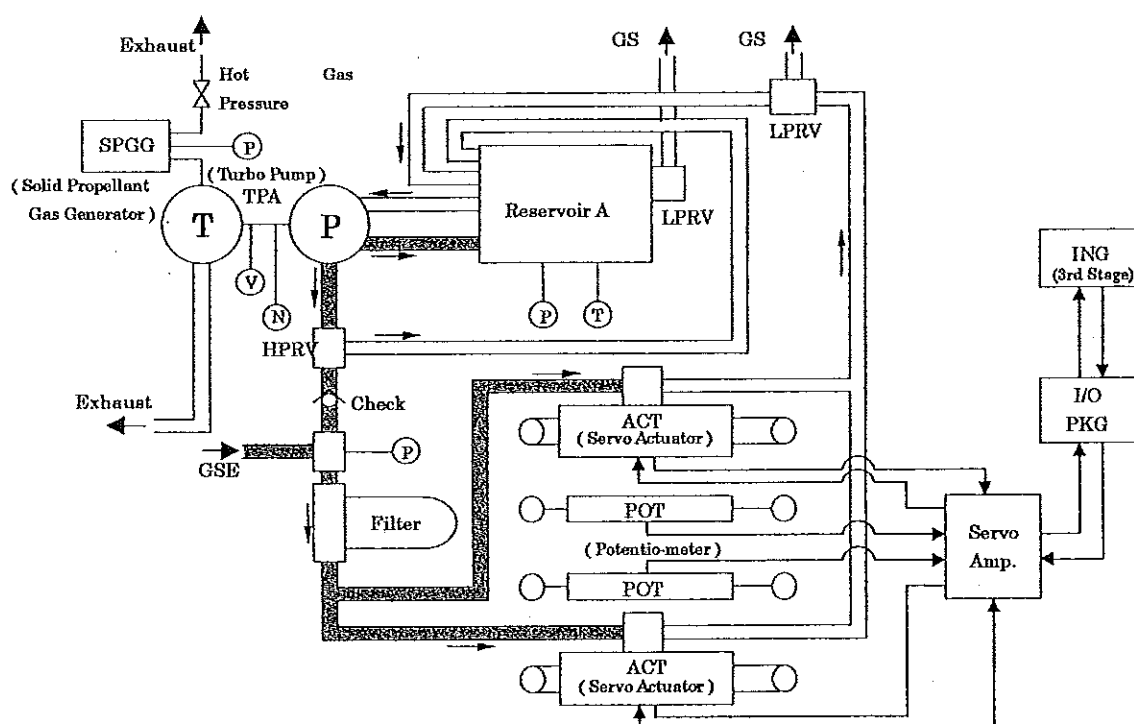 Exhaust
Hot Gas
Pressure
SPGG
P
( Solid Propellant
Gas Generator )
T
( Turbo Pump )
TPA
P
V
N
HPRV
Exhaust
Check
GSE
P
Filter
GS
GS
LPRV
LPRV
Reservoir A
P
T
ACT
( Servo Actuator )
POT
( Potentio-meter )
POT
ACT
( Servo Actuator )
ING
(3rd Stage)
I/O
PKG
Servo
Amp.